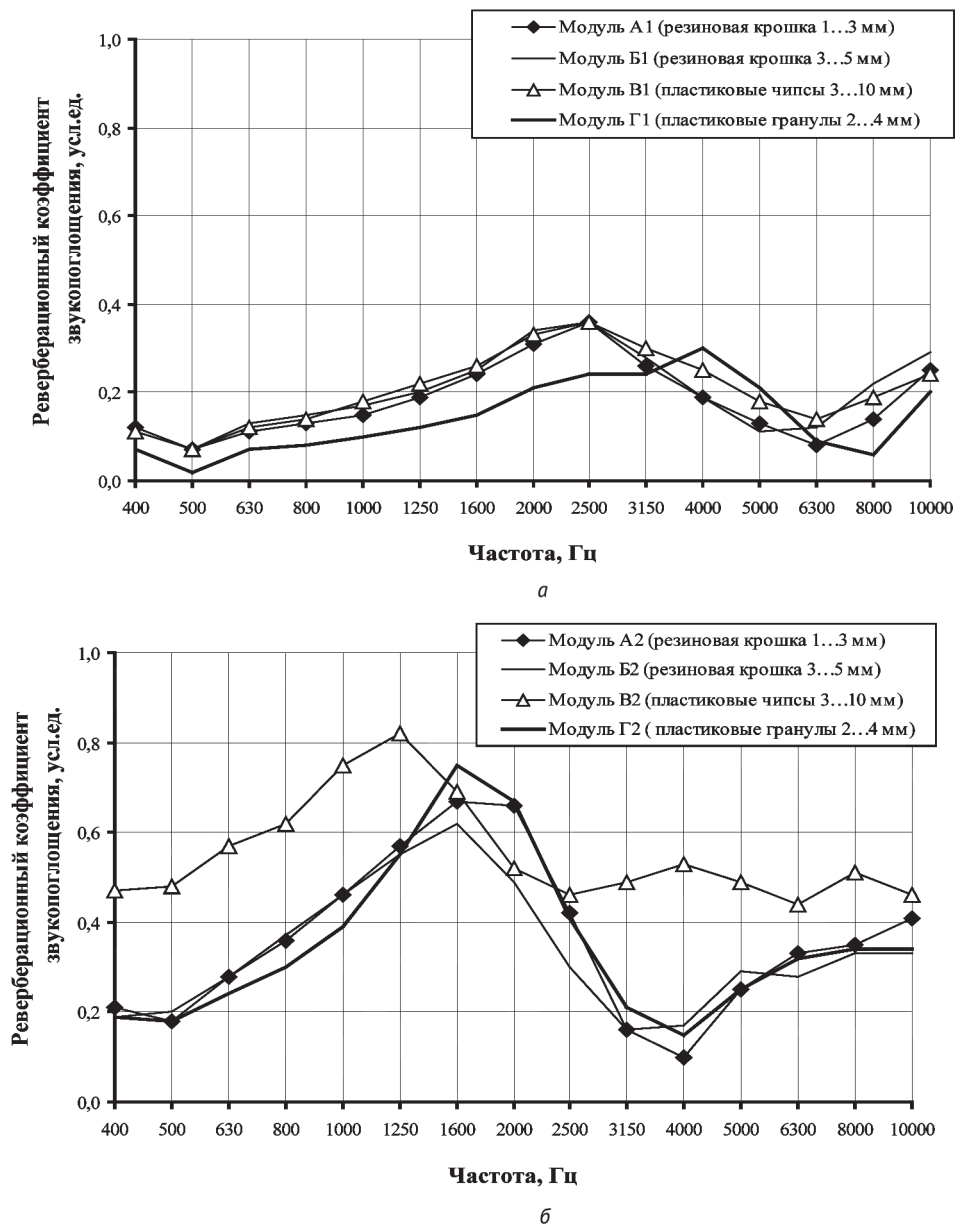 Модуль А1 (резиновая крошка 1…3 мм)
Модуль Б1 (резиновая крошка 3…5 мм)
Модуль В1 (пластиковые чипсы 3…10 мм)
Модуль Г1 (пластиковые гранулы 2…4 мм)
Реверберационный коэффициент
звукопоглощения, усл.ед.
1,0
0,8
0,6
0,4
0,2
0,0
400 500 630 800 1000 1250 1600 2000 2500 3150 4000 5000 6300 8000 10000
Частота, Гц
а
Модуль А2 (резиновая крошка 1…3 мм)
Модуль Б2 (резиновая крошка 3…5 мм)
Модуль В2 (пластиковые чипсы 3…10 мм)
Модуль Г2 ( пластиковые гранулы 2…4 мм)
Реверберационный коэффициент
звукопоглощения, усл.ед.
1,0
0,8
0,6
0,4
0,2
0,0
400 500 630 800 1000 1250 1600 2000 2500 3150 4000 5000 6300 8000 10000
Частота, Гц
б